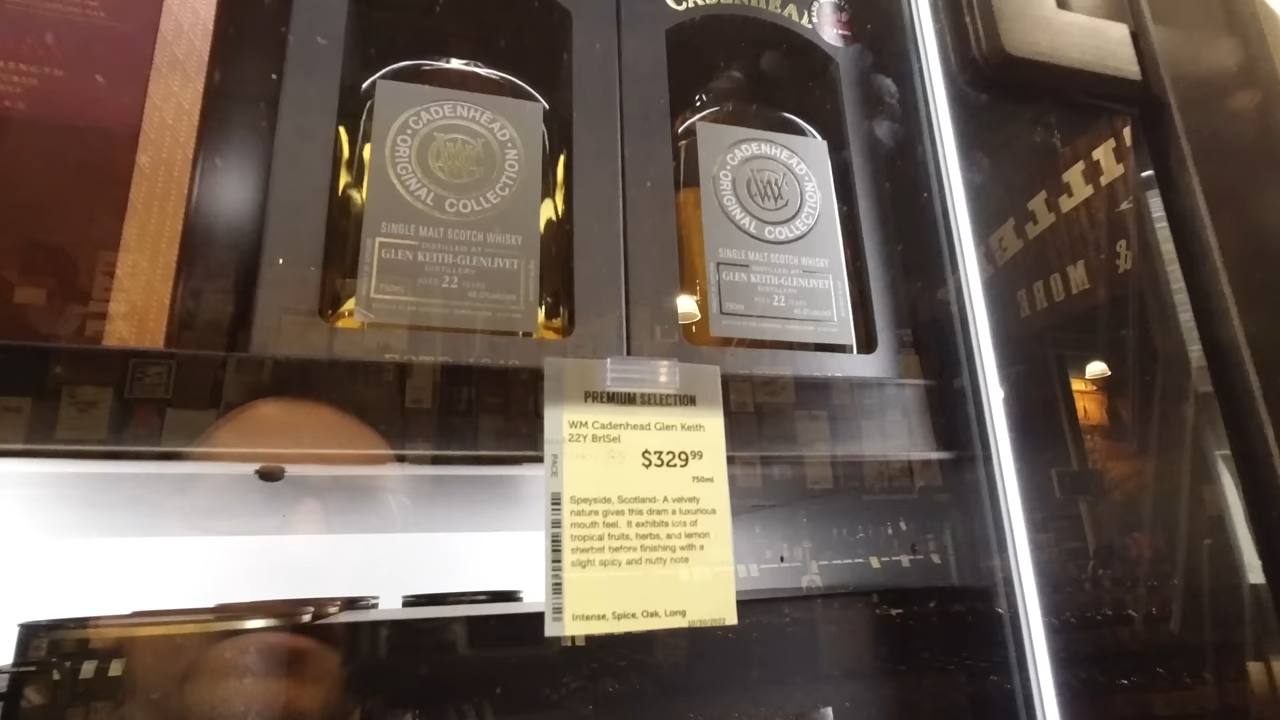 CADENHEAD
CADENHEAD
ORIGINAL COLLECTION
SINGLE MALT SCOTCH WHISKY
DISTILLED AT
GLEN KEITH-GLENLIVET
DISTILLERY
AGED 22 YEARS
750ml
CADENHEAD
ORIGINAL COLLECTION
SINGLE MALT SCOTCH WHISKY
DISTILLED AT
GLEN KEITH-GLENLIVET
DISTILLERY
AGED 22 YEARS
750ml
PREMIUM SELECTION
WM Cadenhead Glen Keith
22Y BrlSel
$329.99
750ml
FACE
Speyside, Scotland- A velvety
nature gives this dram a luxurious
mouth feel. It exhibits lots of
tropical fruits, herbs, and lemon
sherbet before finishing with a
slight spicy and nutty note
Intense, Spice, Oak, Long
10/10/2022
& MORE